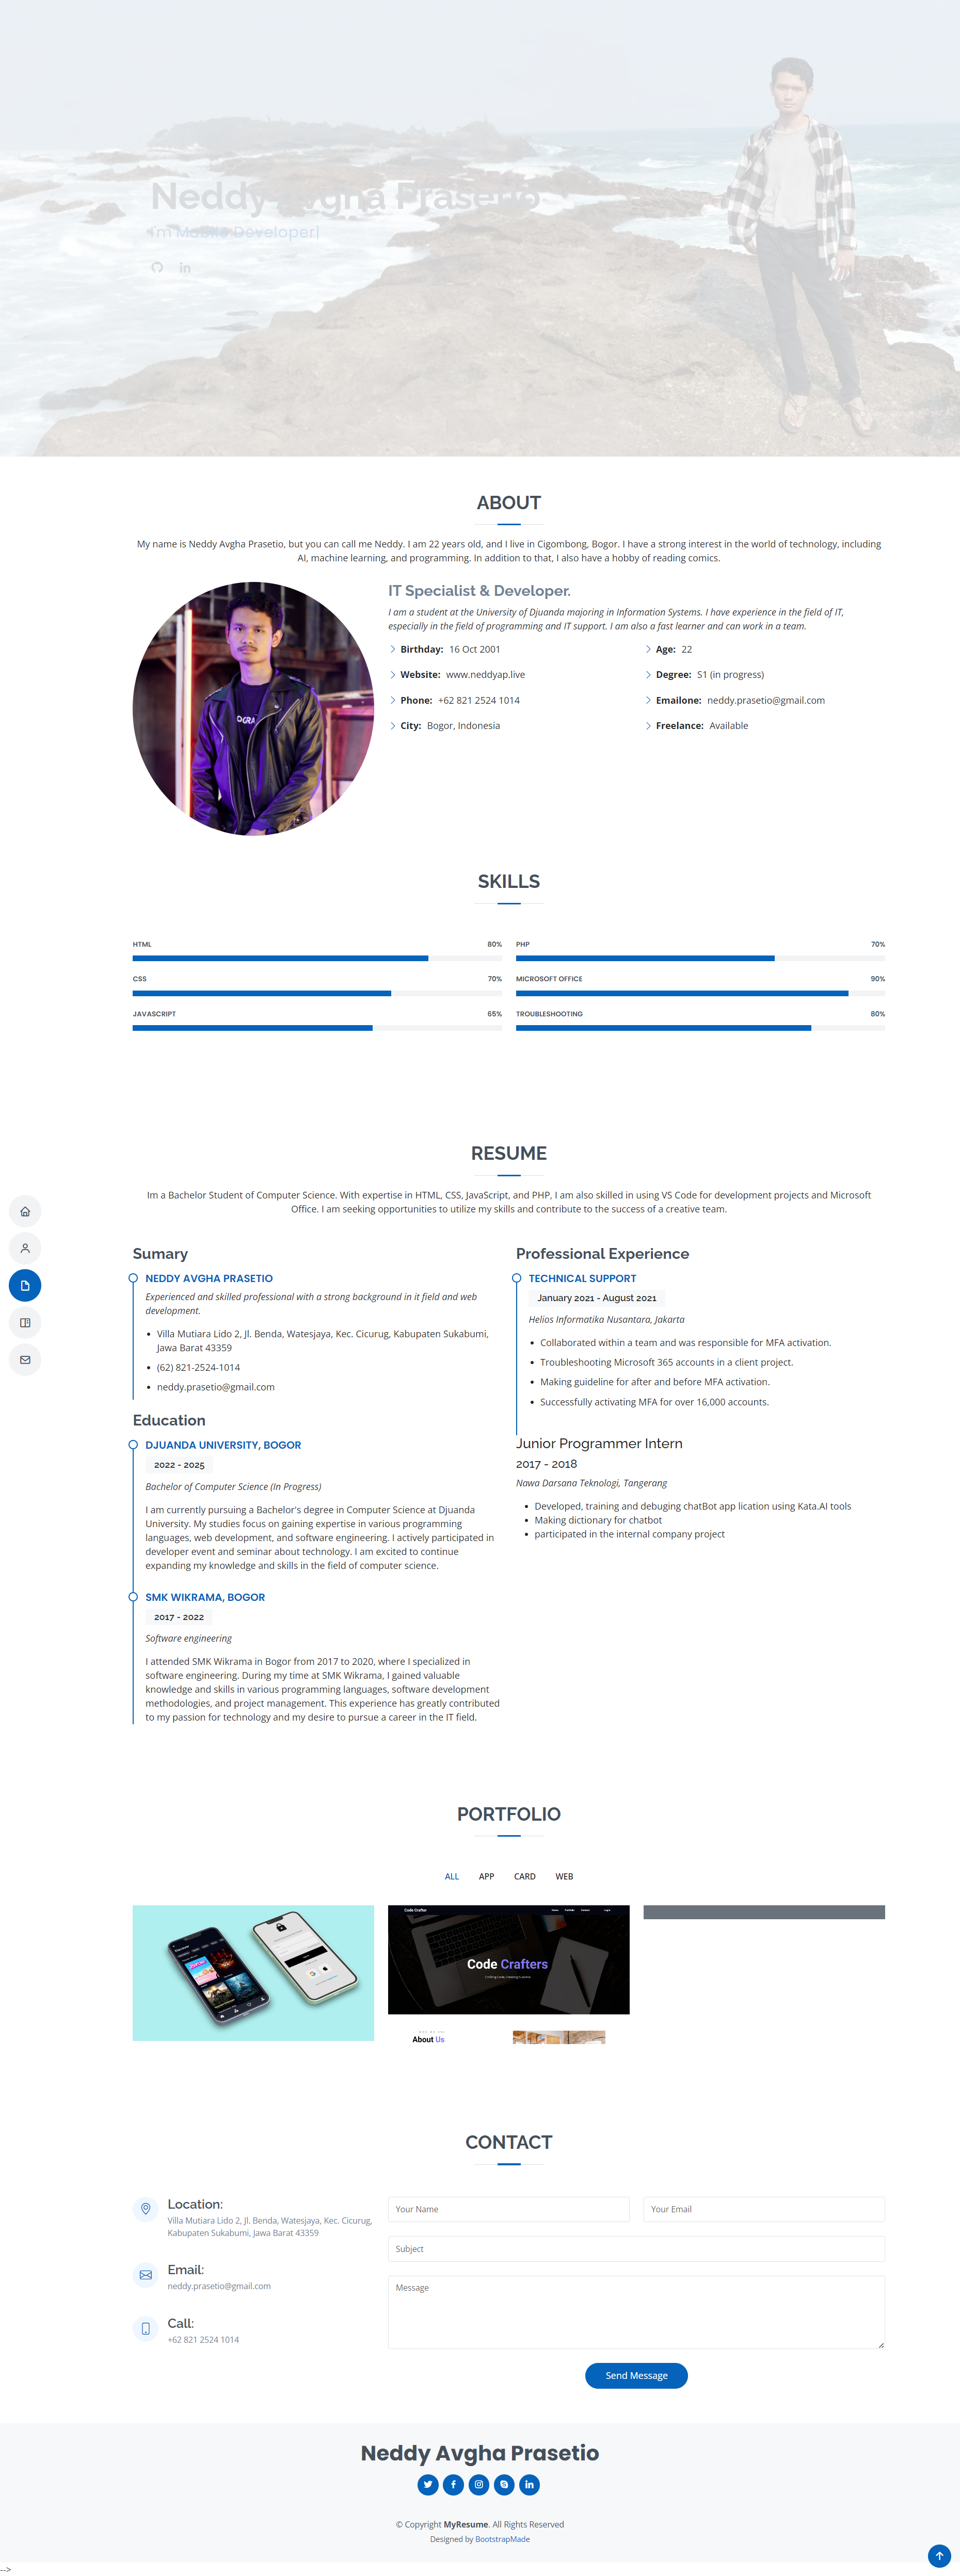 Neddy Avgha Prasetio
I'm Mobile Developer|
ABOUT
My name is Neddy Avgha Prasetio, but you can call me Neddy. I am 22 years old, and I live in Cigombong, Bogor. I have a strong interest in the world of technology, including
AI, machine learning, and programming. In addition to that, I also have a hobby of reading comics.
IT Specialist & Developer.
I am a student at the University of Djuanda majoring in Information Systems. I have experience in the field of IT,
especially in the field of programming and IT support. I am also a fast learner and can work in a team.
Birthday: 16 Oct 2001
Website: www.neddyap.live
Phone: +62 821 2524 1014
City: Bogor, Indonesia
Age: 22
Degree: S1 (in progress)
Emailone: neddy.prasetio@gmail.com
Freelance: Available
SKILLS
HTML 80%
CSS 70%
JAVASCRIPT 65%
PHP 70%
MICROSOFT OFFICE 90%
TROUBLESHOOTING 80%
RESUME
Im a Bachelor Student of Computer Science. With expertise in HTML, CSS, JavaScript, and PHP, I am also skilled in using VS Code for development projects and Microsoft
Office. I am seeking opportunities to utilize my skills and contribute to the success of a creative team.
Sumary
NEDDY AVGHA PRASETIO
Experienced and skilled professional with a strong background in it field and web
development.
Villa Mutiara Lido 2, Jl. Benda, Watesjaya, Kec. Cicurug, Kabupaten Sukabumi,
Jawa Barat 43359
(62) 821-2524-1014
neddy.prasetio@gmail.com
Education
DJUANDA UNIVERSITY, BOGOR
2022 - 2025
Bachelor of Computer Science (In Progress)
I am currently pursuing a Bachelor's degree in Computer Science at Djuanda
University. My studies focus on gaining expertise in various programming
languages, web development, and software engineering. I actively participated in
developer event and seminar about technology. I am excited to continue
expanding my knowledge and skills in the field of computer science.
SMK WIKRAMA, BOGOR
2017 - 2022
Software engineering
I attended SMK Wikrama in Bogor from 2017 to 2020, where I specialized in
software engineering. During my time at SMK Wikrama, I gained valuable
knowledge and skills in various programming languages, software development
methodologies, and project management. This experience has greatly contributed
to my passion for technology and my desire to pursue a career in the IT field.
Professional Experience
TECHNICAL SUPPORT
January 2021 - August 2021
Helios Informatika Nusantara, Jakarta
Collaborated within a team and was responsible for MFA activation.
Troubleshooting Microsoft 365 accounts in a client project.
Making guideline for after and before MFA activation.
Successfully activating MFA for over 16,000 accounts.
Junior Programmer Intern
2017 - 2018
Nawa Darsana Teknologi, Tangerang
Developed, training and debuging chatBot app lication using Kata.AI tools
Making dictionary for chatbot
participated in the internal company project
PORTFOLIO
ALL APP CARD WEB
Code Crafter
Code Crafters
About Us
CONTACT
Location:
Villa Mutiara Lido 2, Jl. Benda, Watesjaya, Kec. Cicurug,
Kabupaten Sukabumi, Jawa Barat 43359
Email:
neddy.prasetio@gmail.com
Call:
+62 821 2524 1014
Your Name
Your Email
Subject
Message
Send Message
Neddy Avgha Prasetio
© Copyright MyResume. All Rights Reserved
Designed by BootstrapMade
-->